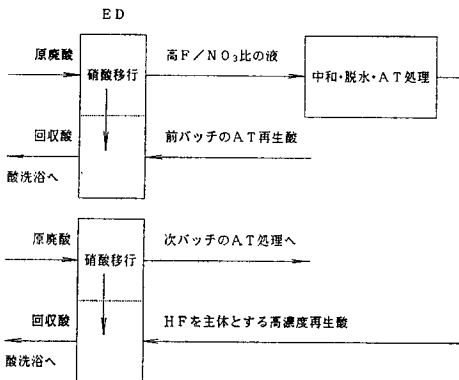 ED
原廃酸
高F/NO₃比の液
硝酸移行
中和・脱水・AT処理
回収酸
前バッチのAT再生酸
酸洗浴へ
原廃酸
次バッチのAT処理へ
硝酸移行
回収酸
HFを主体とする高濃度再生酸
酸洗浴へ